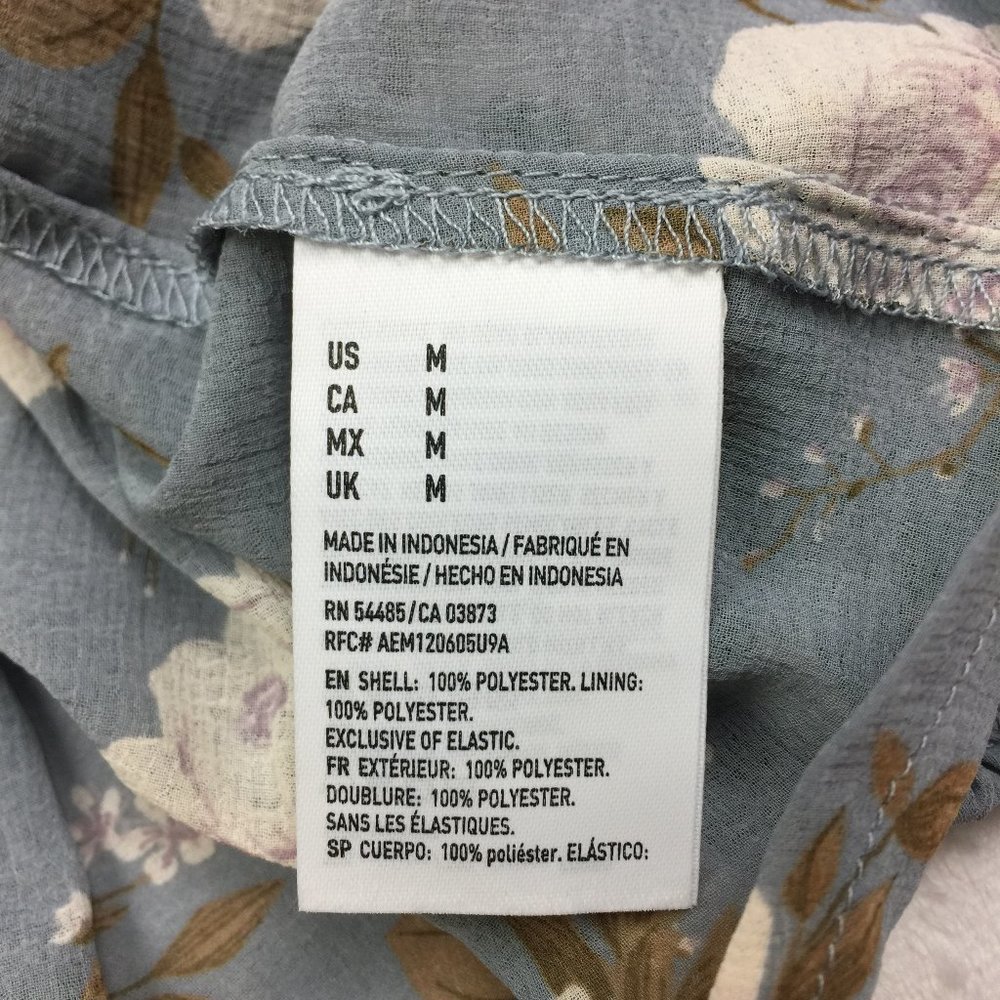 US M
CA M
MX M
UK M
MADE IN INDONESIA / FABRIQUÉ EN
INDONÉSIE / HECHO EN INDONESIA
RN 54485/CA 03873
RFC# AEM120605U9A
EN SHELL: 100% POLYESTER. LINING:
100% POLYESTER.
EXCLUSIVE OF ELASTIC.
FR EXTÉRIEUR: 100% POLYESTER.
DOUBLURE: 100% POLYESTER.
SANS LES ÉLASTIQUES.
SP CUERPO: 100% poliéster. ELÁSTICO: